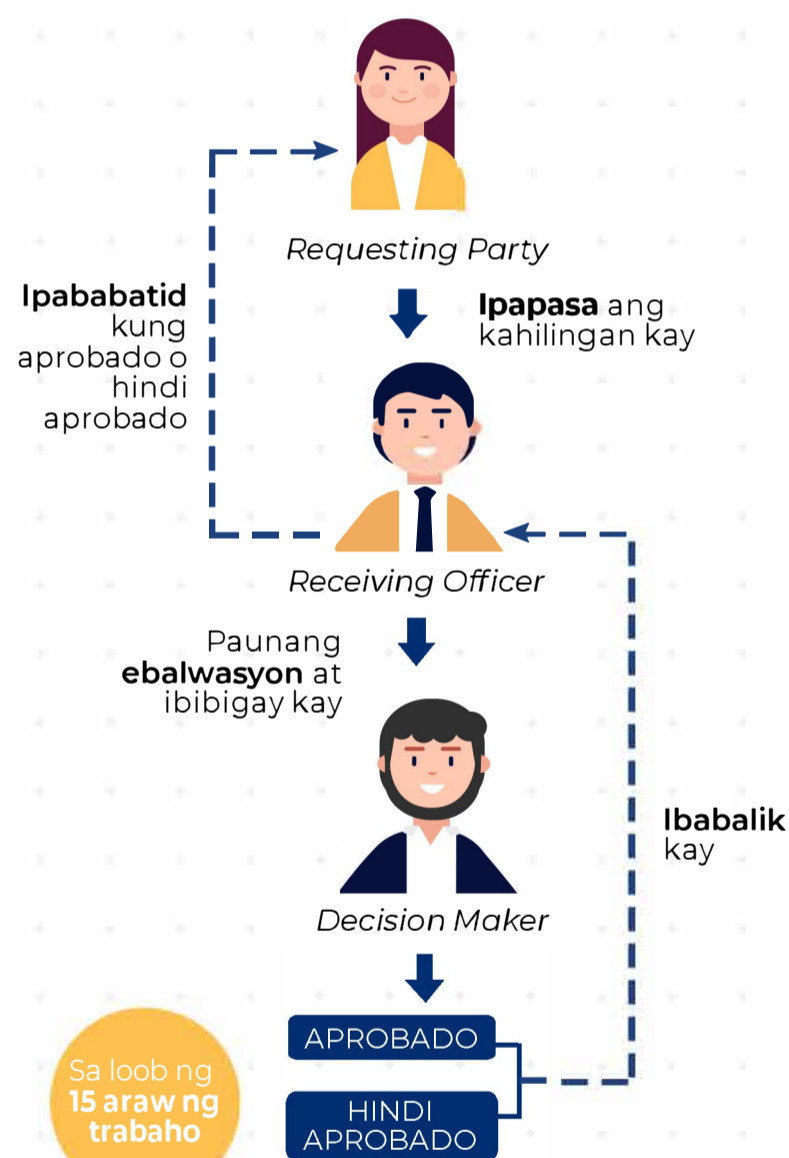 Requesting Party
Ipapasa ang
kahilingan kay
Ipababatid
kung
aprobado o
hindi
aprobado
Receiving Officer
Paunang
ebalwasyon at
ibibigay kay
Decision Maker
Ibabalik
kay
APROBADO
HINDI
APROBADO
Sa loob ng
15 araw ng
trabaho